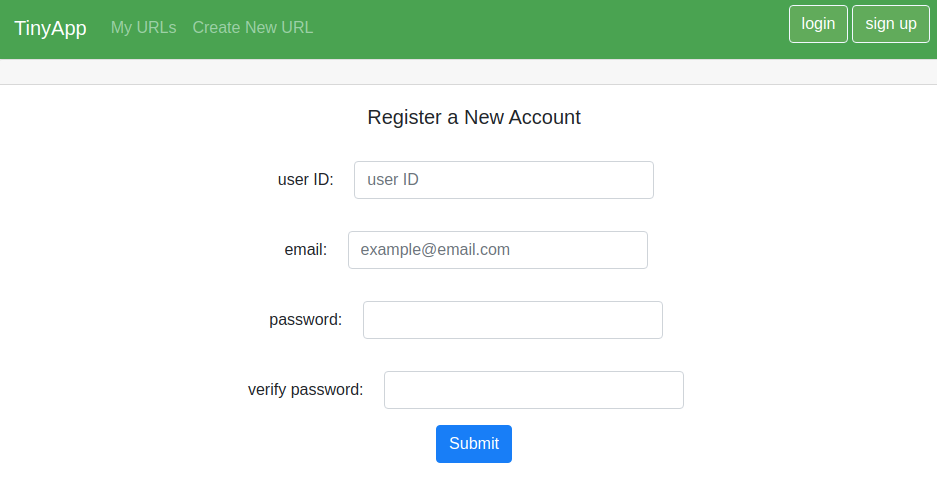 TinyApp My URLs Create New URL login sign up
Register a New Account
user ID: user ID
email: example@email.com
password:
verify password:
Submit